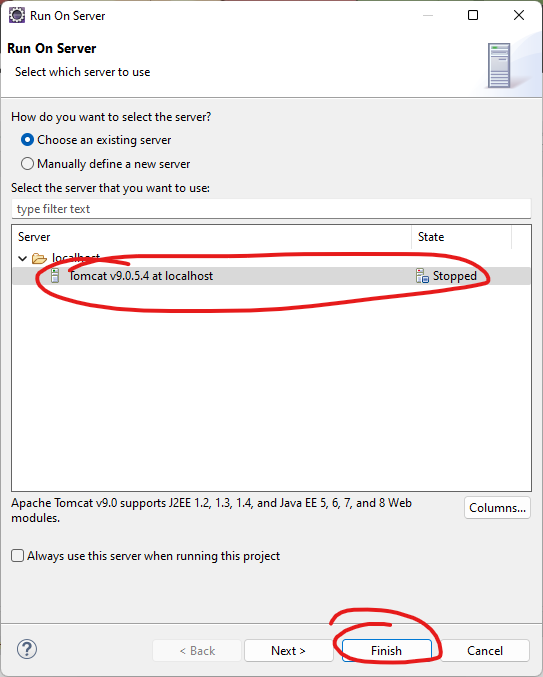 Run On Server
Run On Server
Select which server to use
How do you want to select the server?
Choose an existing server
Manually define a new server
Select the server that you want to use:
type filter text
Server State
localhost
Tomcat v9.0.5.4 at localhost Stopped
Apache Tomcat v9.0 supports J2EE 1.2, 1.3, 1.4, and Java EE 5, 6, 7, and 8 Web
modules.
Columns...
Always use this server when running this project
? < Back Next > Finish Cancel